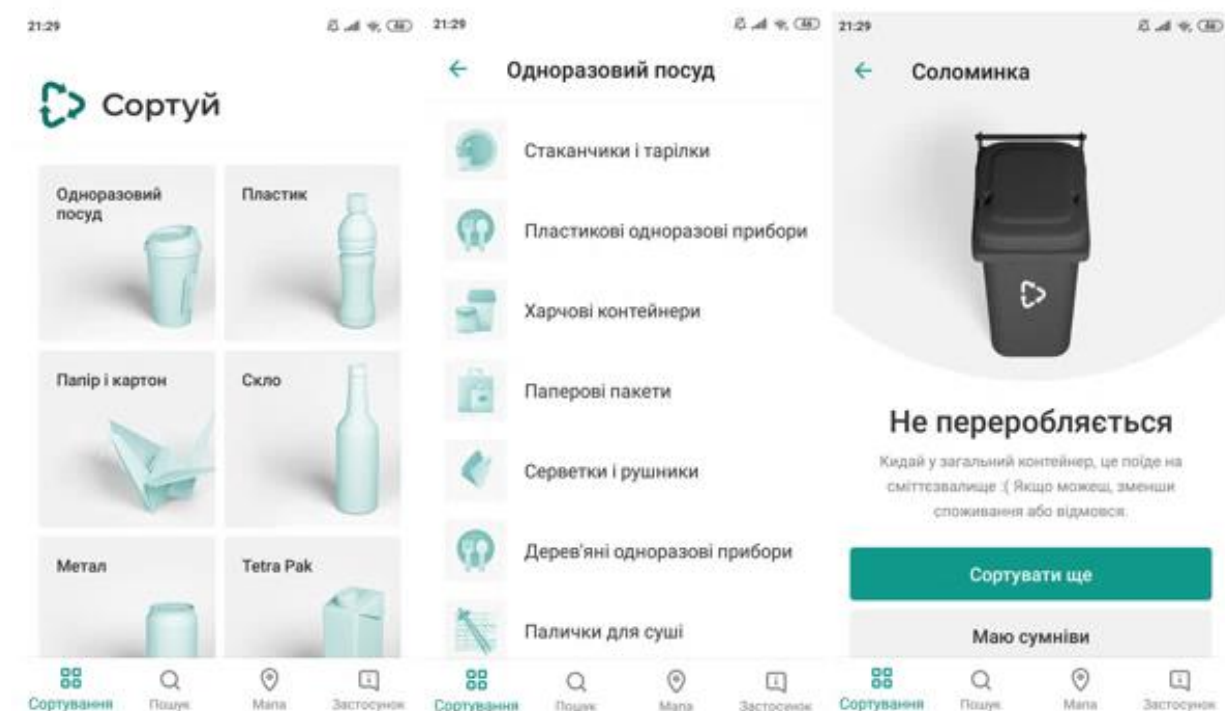 21:29
Сортуй
Одноразовий
посуд
Пластик
Папір і картон
Скло
Метал
Tetra Pak
Сортування
Пошук
Мапа
Застосунок
21:29
Одноразовий посуд
Стаканчики і тарілки
Пластикові одноразові прибори
Харчові контейнери
Паперові пакети
Серветки і рушники
Дерев'яні одноразові прибори
Палички для суші
Сортування
Пошук
Мапа
Застосунок
21:29
Соломинка
Не переробляється
Кидай у загальний контейнер, це поїде на
сміттєзвалище :( Якщо можеш, зменши
споживання або відмовся.
Сортувати ще
Маю сумніви
Сортування
Пошук
Мапа
Застосунок